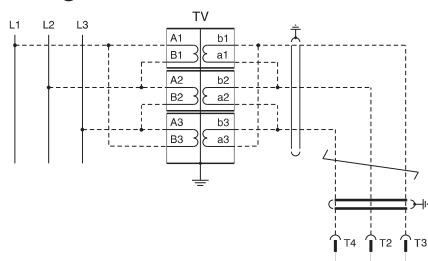 TV
L1 L2 L3
A1 b1
B1 a1
A2 b2
B2 a2
A3 b3
B3 a3
T4 T2 T3